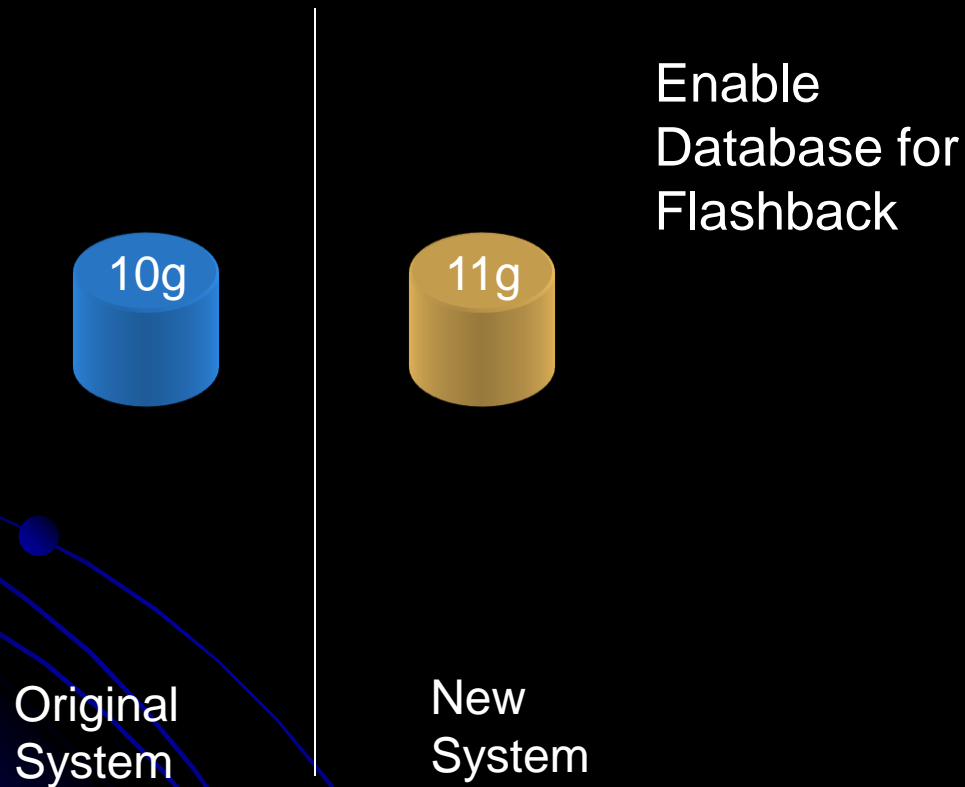 Enable
Database for
Flashback
10g
11g
Original
System
New
System